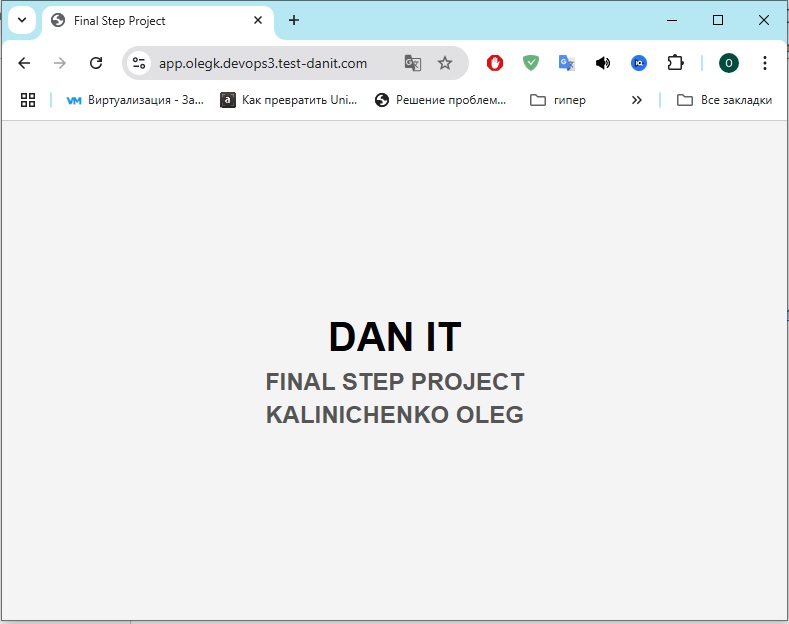 Final Step Project
app.olegk.devops3.test-danit.com
O
VM Виртуализация - За...
a Как превратить Uni...
Решение проблем...
гипер
Все закладки
DAN IT
FINAL STEP PROJECT
KALINICHENKO OLEG